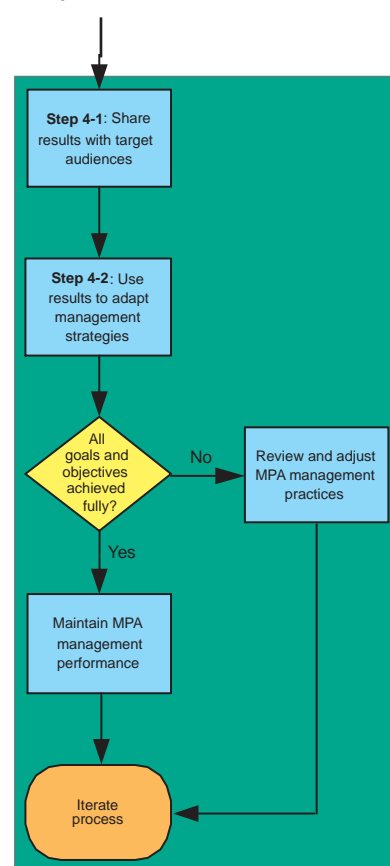 Step 4-1: Share
results with target
audiences
Step 4-2: Use
results to adapt
management
strategies
All
goals and
objectives
achieved
fully?
No
Review and adjust
MPA management
practices
Yes
Maintain MPA
management
performance
Iterate
process